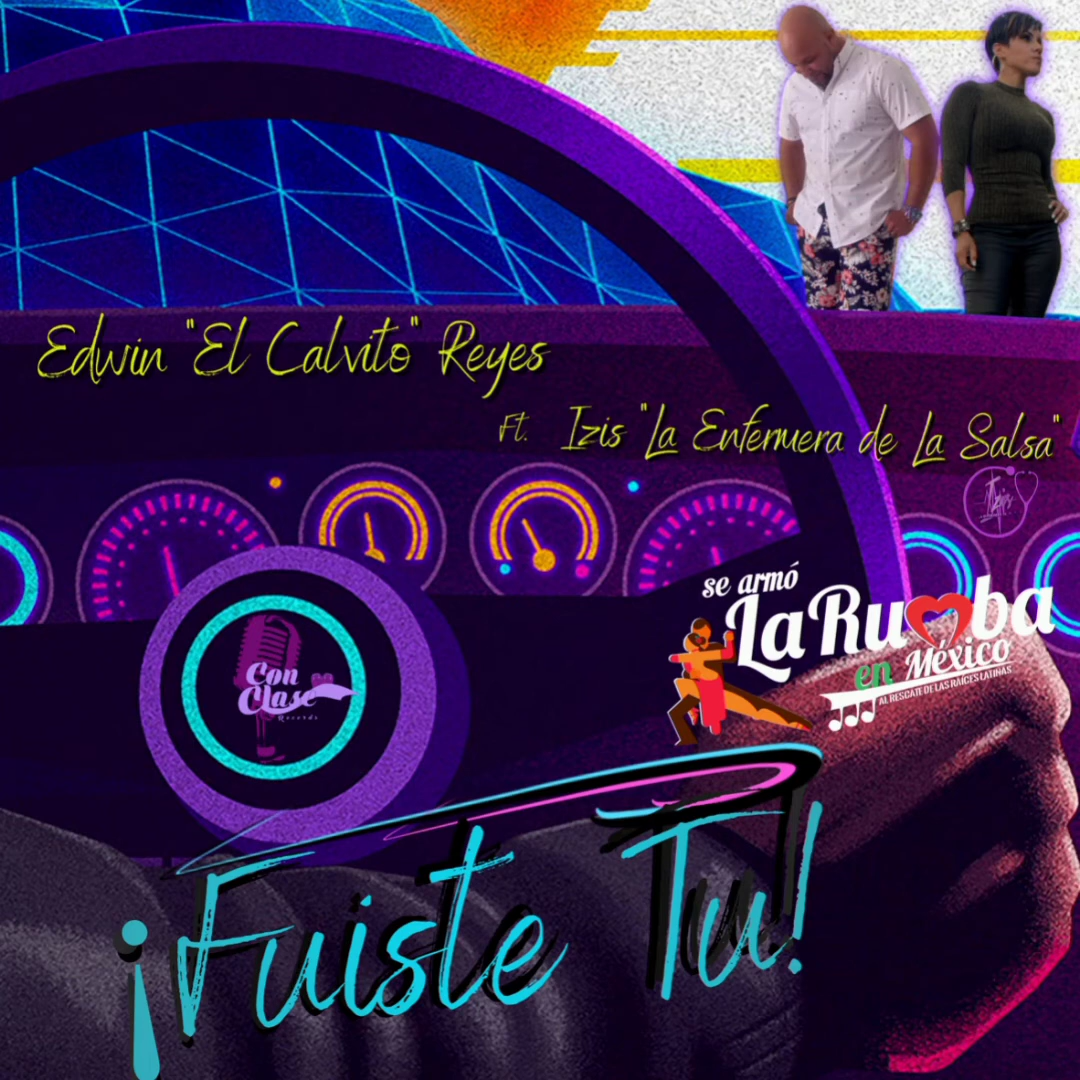 Edwin "El Calvito" Reyes
Ft. Izis "La Enfermera de La Salsa"
Izis
se armó
La Rumba
en México
AL RESCATE DE LAS RAÍCES LATINAS
Con
Clase
Records
¡Fuiste Tu!